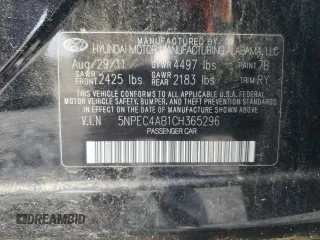 MANUFACTURED BY
HYUNDAI MOTOR MANUFACTURING ALABAMA, LLC
Aug/29/11 GVWR 4497 lbs PAINT 7B
GAWR FRONT 2425 lbs GAWR REAR 2183 lbs TRIM RY
THIS VEHICLE CONFORMS TO ALL APPLICABLE U.S.A FEDERAL
MOTOR VEHICLE SAFETY, BUMPER, AND THEFT PREVENTION
STANDARDS IN EFFECT ON THE DATE OF MANUFACTURE SHOWN ABOVE.
V.I.N 5NPEC4AB1CH365296
PASSENGER CAR
© DREAMBID